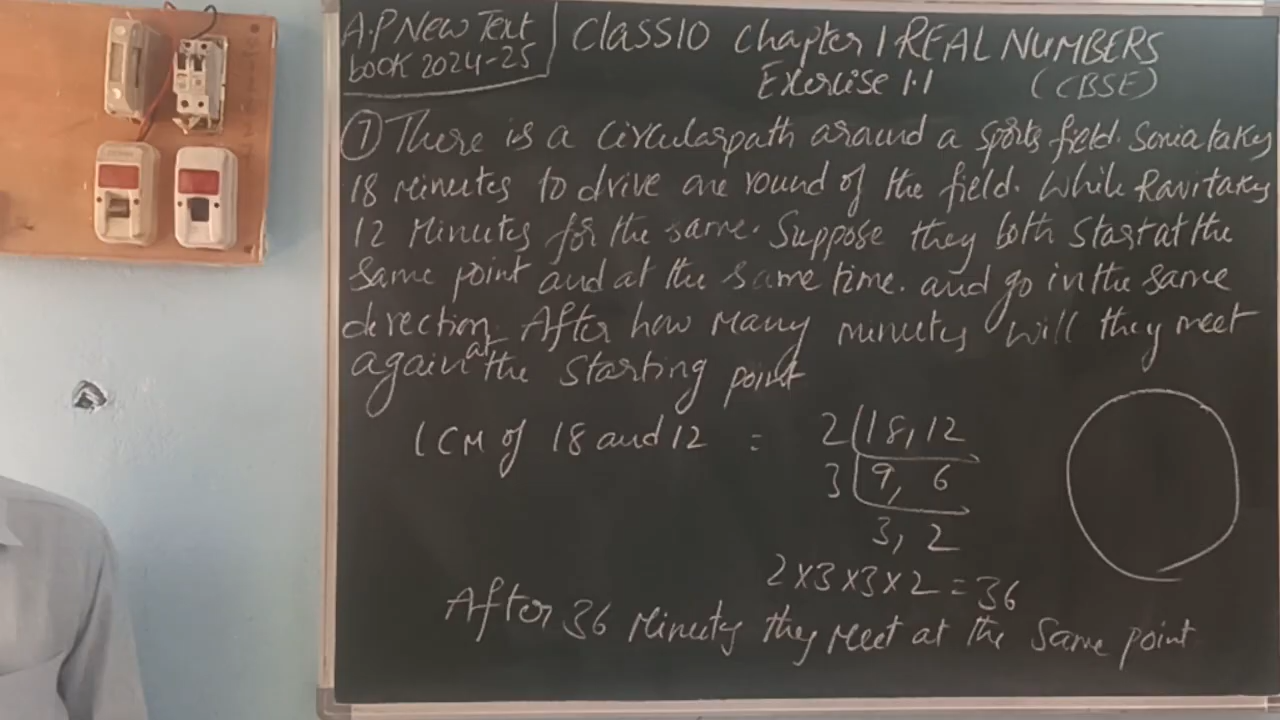 A.P New Text
book 2024-25
Class10 Chapter 1 REAL NUMBERS
Exercise 1.1 (CBSE)
⑦ There is a circular path around a sports field. Sonia takes
18 minutes to drive one round of the field. While Ravi takes
12 Minutes for the same. Suppose they both start at the
same point and at the same time. and go in the same
direction. After how many minutes will they meet
again at the starting point
LCM of 18 and 12 =
2 | 18, 12
3 | 9, 6
3, 2
2 x 3 x 3 x 2 = 36
After 36 Minutes they meet at the same point